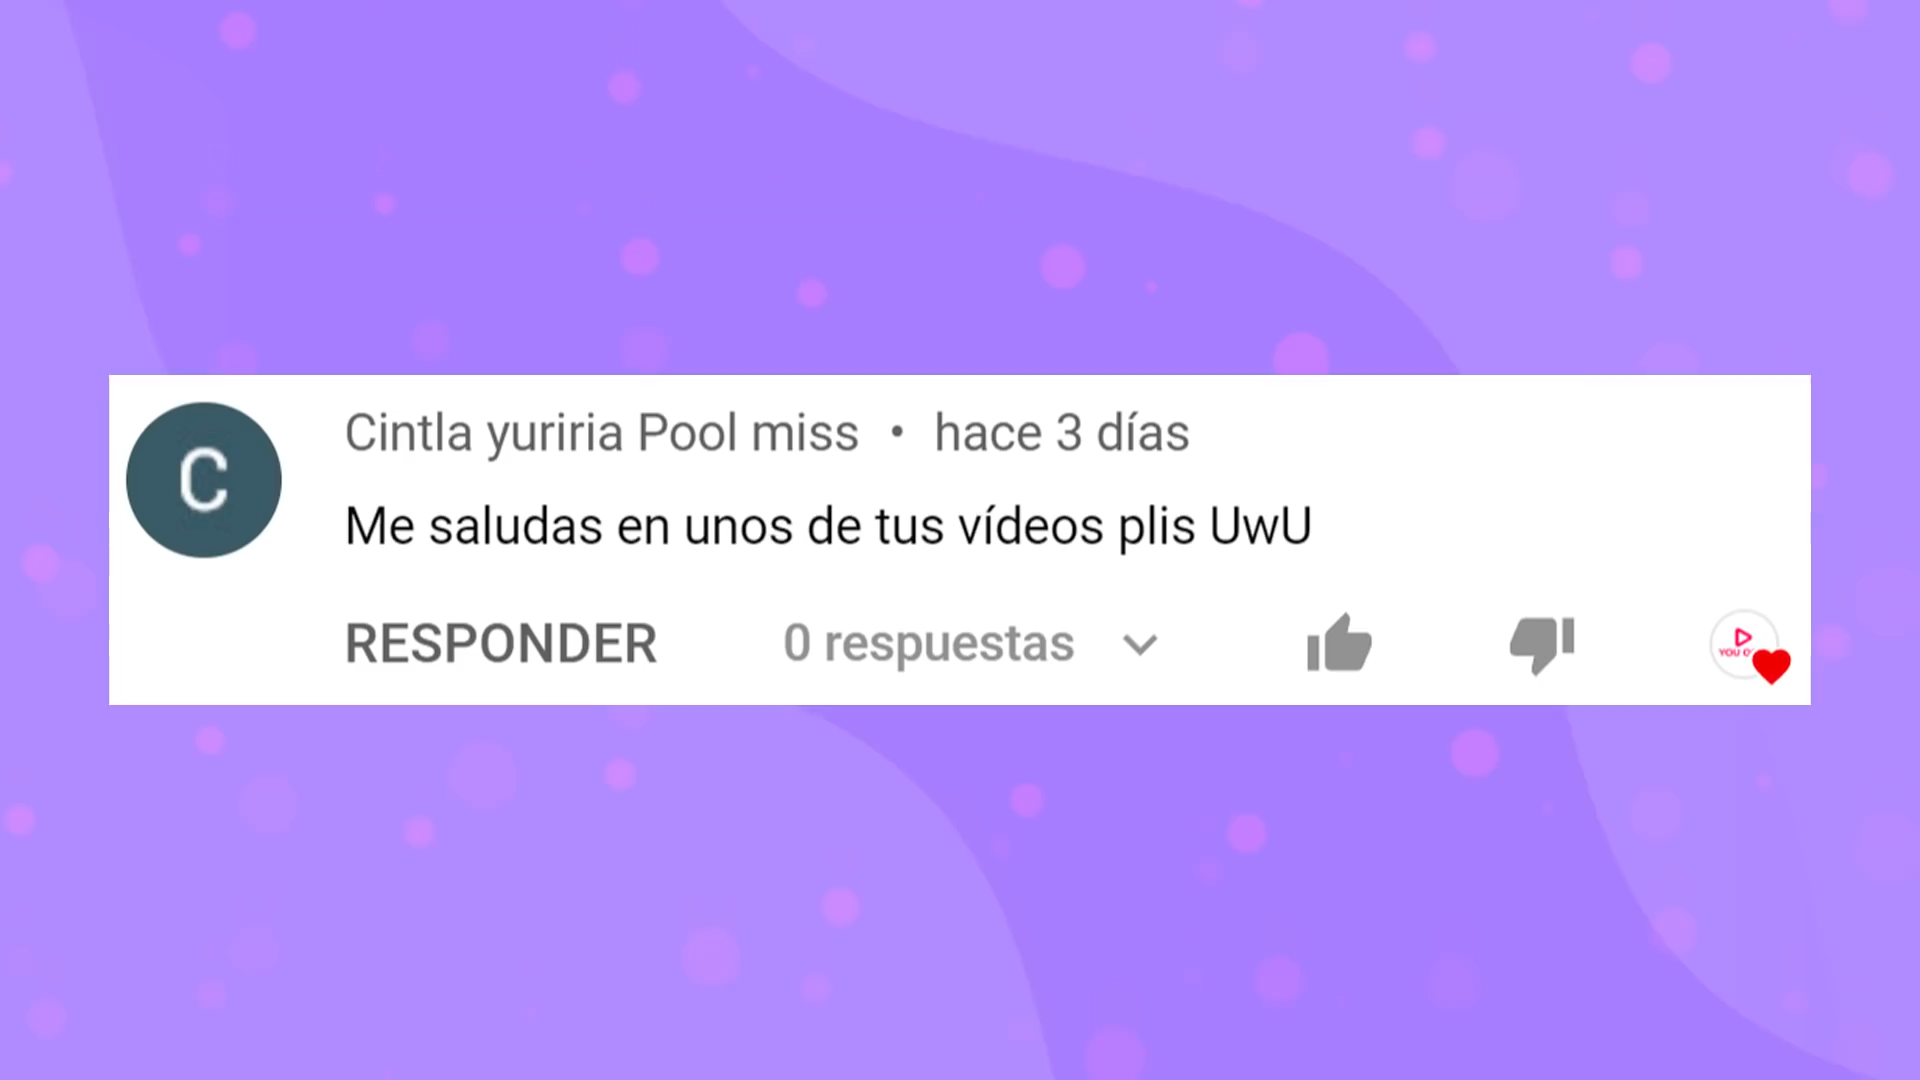 C
Cintla yuriria Pool miss • hace 3 días
Me saludas en unos de tus vídeos plis UwU
RESPONDER 0 respuestas
YOU